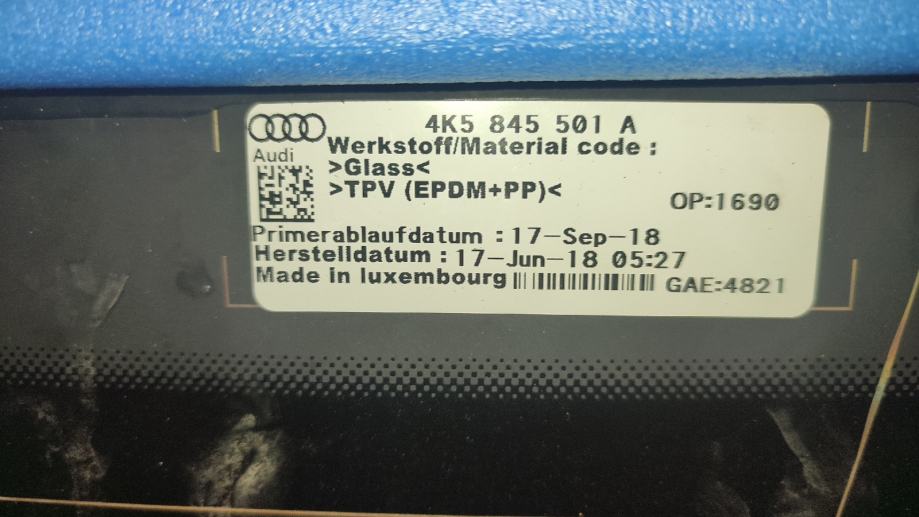 4K5 845 501 A
Audi
Werkstoff/Material code :
>Glass<
>TPV (EPDM+PP)<
OP:1690
Primerablaufdatum : 17-Sep-18
Herstelldatum : 17-Jun-18 05:27
Made in luxembourg GAE:4821